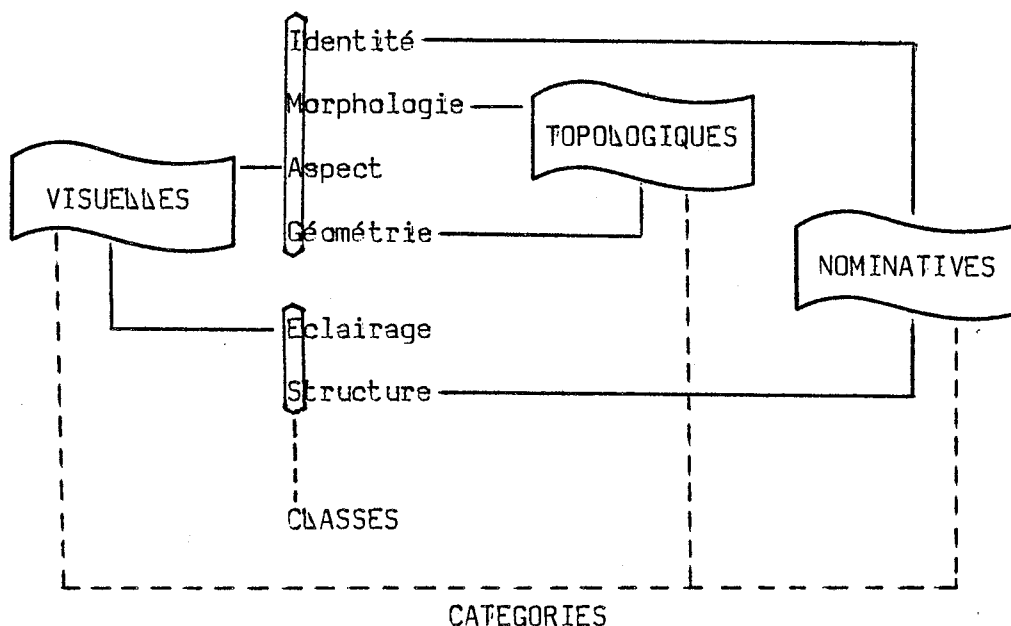 Identité
Morphologie
TOPOLOGIQUES
Aspect
VISUELLES
Géométrie
NOMINATIVES
Eclairage
Structure
CLASSES
CATEGORIES